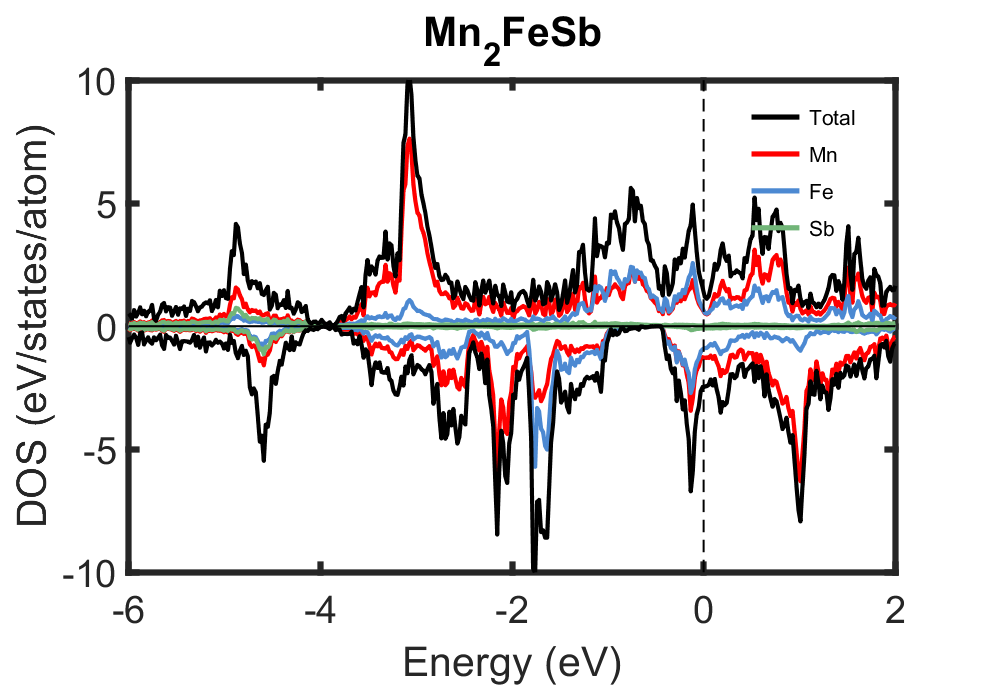 Mn2FeSb
DOS (eV/states/atom)
10
5
0
-5
-10
-6
-4
-2
0
2
Energy (eV)
Total
Mn
Fe
Sb